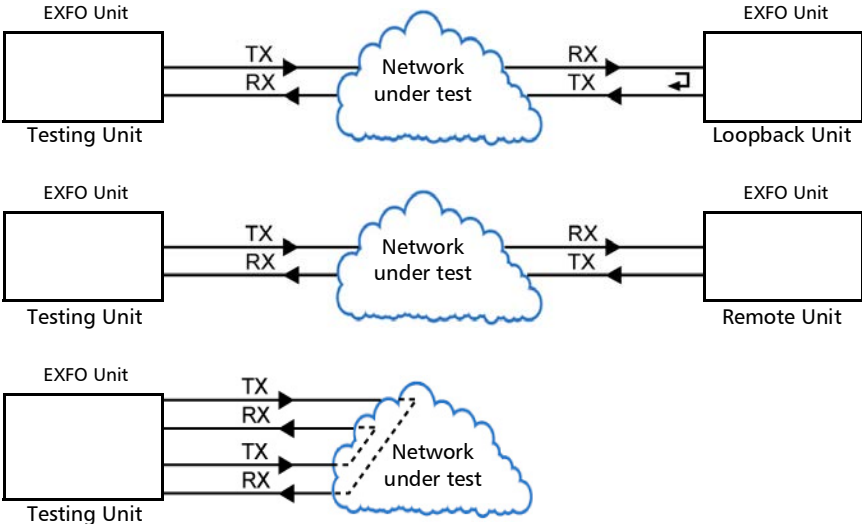 EXFO Unit
EXFO Unit
TX
RX
Network
under test
RX
TX
Testing Unit
Loopback Unit
EXFO Unit
EXFO Unit
TX
RX
Network
under test
RX
TX
Testing Unit
Remote Unit
EXFO Unit
TX
RX
TX
RX
Network
under test
Testing Unit